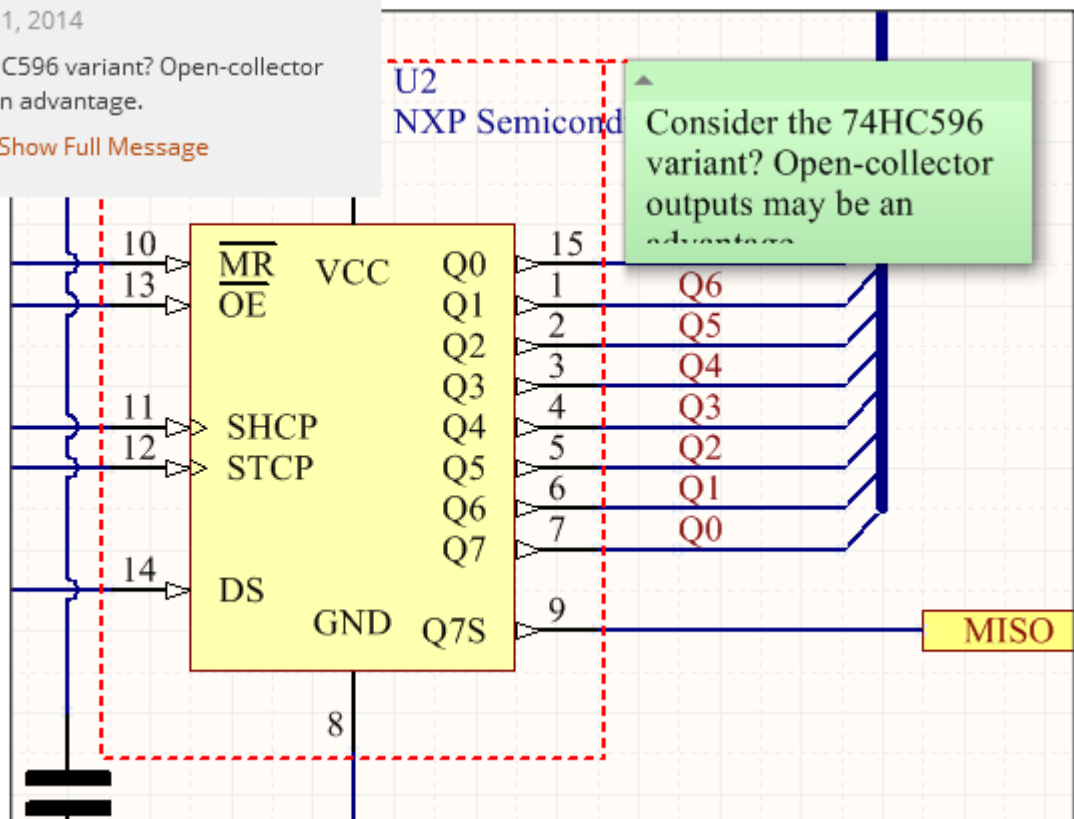 1, 2014
C596 variant? Open-collector
n advantage.
Show Full Message
U2
NXP Semicond
Consider the 74HC596
variant? Open-collector
outputs may be an
advantage
10
MR
VCC
Q0
15
13
OE
Q1
1
Q6
Q2
2
Q5
Q3
3
Q4
11
SHCP
Q4
4
Q3
12
STCP
Q5
5
Q2
Q6
6
Q1
Q7
7
Q0
14
DS
GND
Q7S
9
MISO
8